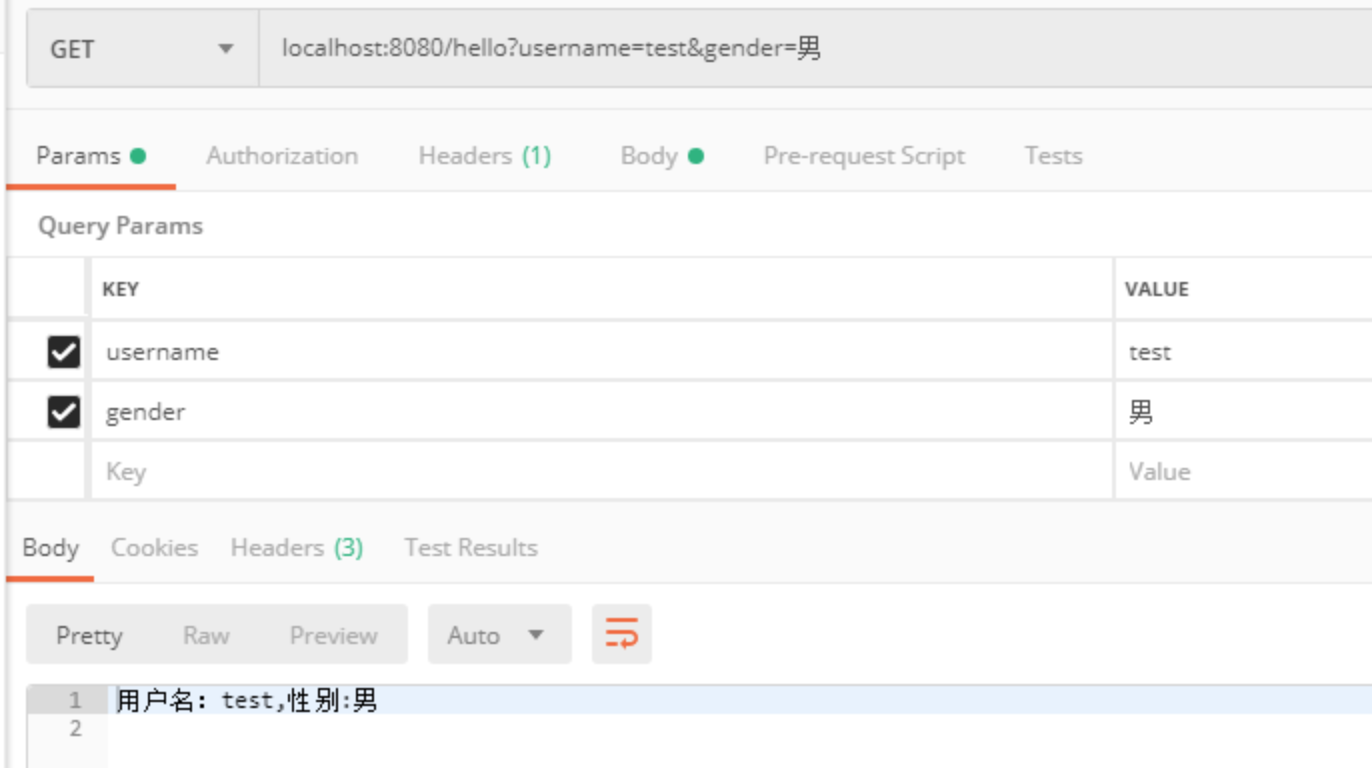 GET localhost:8080/hello?username=test&gender=男
Params Authorization Headers (1) Body Pre-request Script Tests
Query Params
KEY VALUE
username test
gender 男
Key Value
Body Cookies Headers (3) Test Results
Pretty Raw Preview Auto
1 用户名：test,性别:男
2